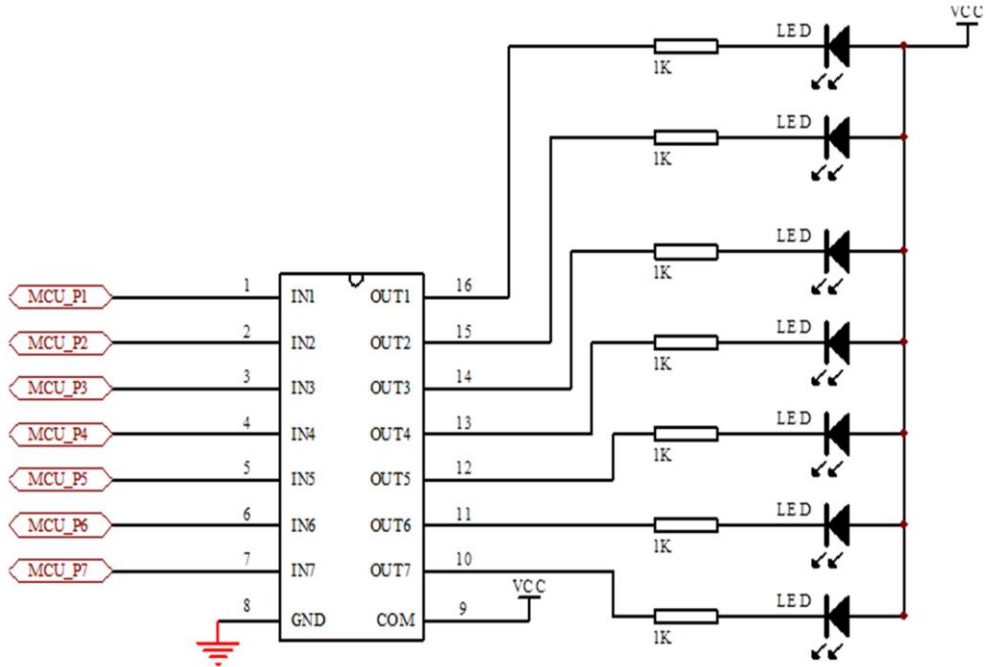 VCC
LED
1K
LED
1K
LED
1K
MCU_P1 1 IN1 OUT1 16
MCU_P2 2 IN2 OUT2 15
LED
1K
MCU_P3 3 IN3 OUT3 14
MCU_P4 4 IN4 OUT4 13
LED
1K
MCU_P5 5 IN5 OUT5 12
MCU_P6 6 IN6 OUT6 11
LED
1K
MCU_P7 7 IN7 OUT7 10
VCC
8 GND COM 9
LED
1K